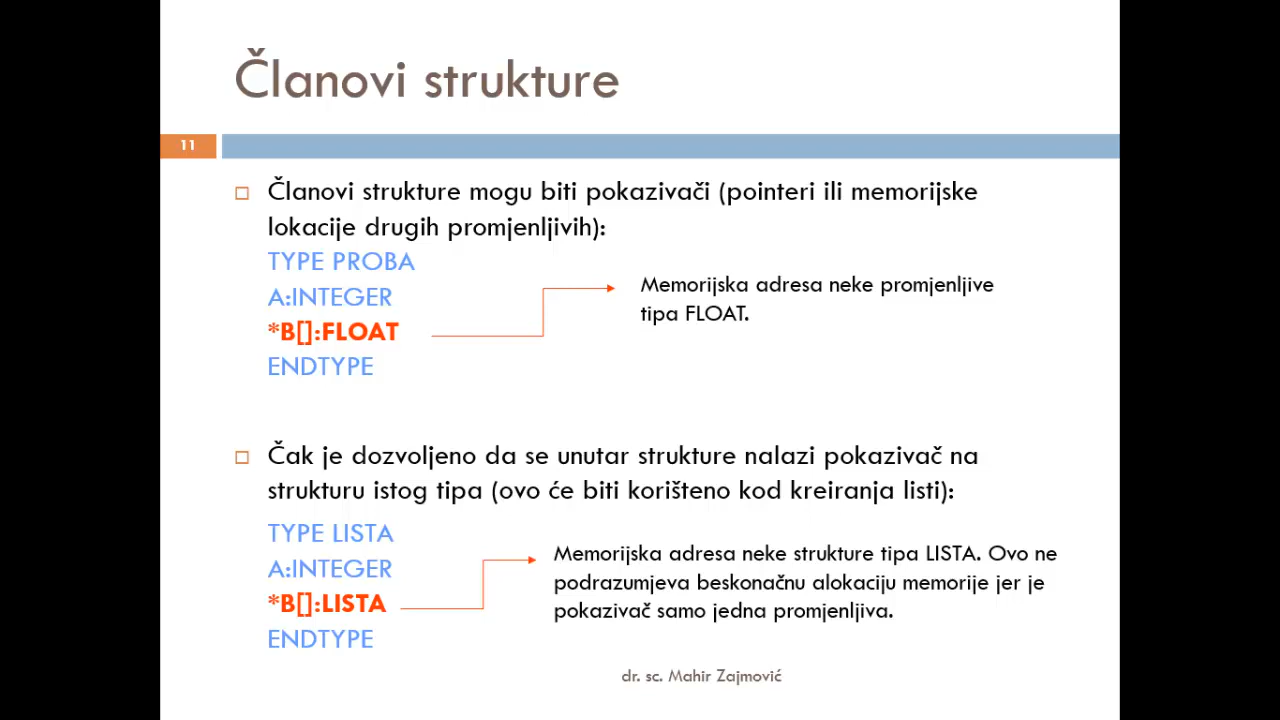 Članovi strukture
11
Članovi strukture mogu biti pokazivači (pointeri ili memorijske
lokacije drugih promjenljivih):
TYPE PROBA
A:INTEGER
*B[]:FLOAT
ENDTYPE
Memorijska adresa neke promjenljive
tipa FLOAT.
Čak je dozvoljeno da se unutar strukture nalazi pokazivač na
strukturu istog tipa (ovo će biti korišteno kod kreiranja listi):
TYPE LISTA
A:INTEGER
*B[]:LISTA
ENDTYPE
Memorijska adresa neke strukture tipa LISTA. Ovo ne
podrazumjeva beskonačnu alokaciju memorije jer je
pokazivač samo jedna promjenljiva.
dr. sc. Mahir Zajmović